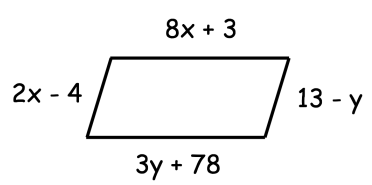 8x + 3
2x - 4
13 - y
3y + 78